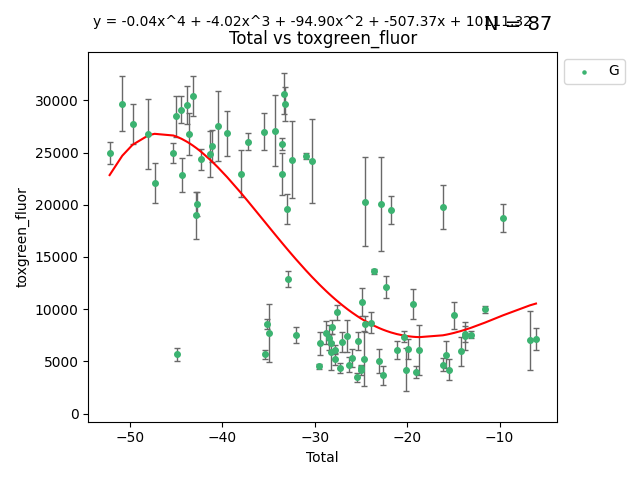 y = -0.04x^4 + -4.02x^3 + -94.90x^2 + -507.37x + 
N = 87
Total vs toxgreen_fluor
G
30000
25000
20000
15000
10000
5000
0
toxgreen_fluor
−50
−40
−30
−20
−10
Total